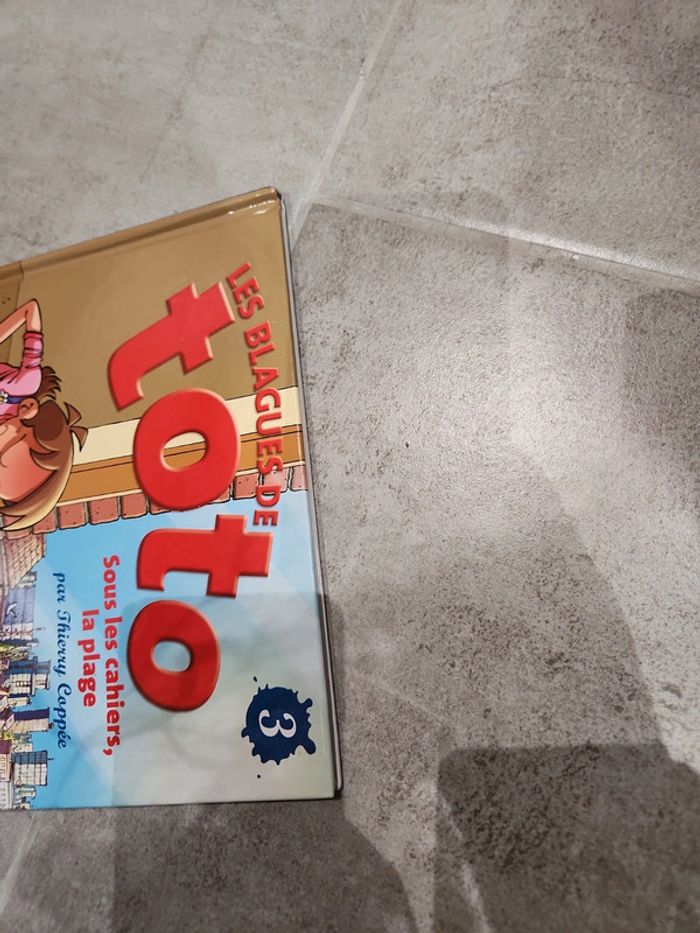 LES BLAGUES DE
toto
3
Sous les cahiers,
la plage
par Thierry Coppée